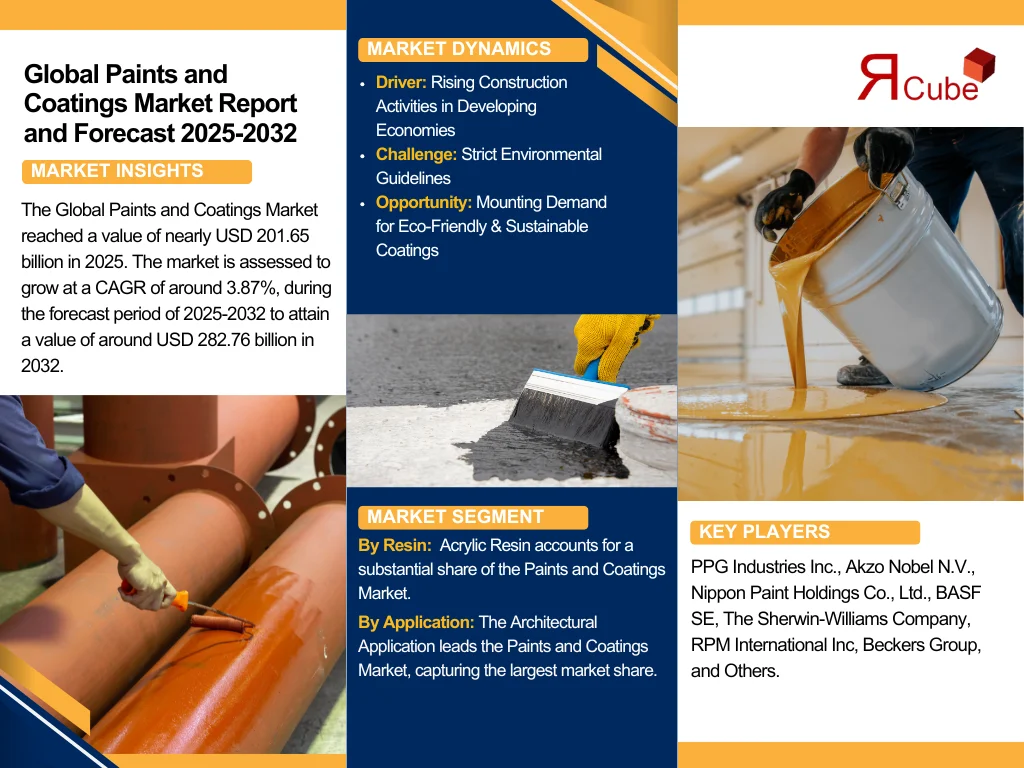 Global Paints and
Coatings Market Report
and Forecast 2025-2032
MARKET INSIGHTS
The Global Paints and Coatings Market
reached a value of nearly USD 201.65
billion in 2025. The market is assessed to
grow at a CAGR of around 3.87%, during
the forecast period of 2025-2032 to attain
a value of around USD 282.76 billion in
2032.
MARKET DYNAMICS
• Driver: Rising Construction
Activities in Developing
Economies
• Challenge: Strict Environmental
Guidelines
• Opportunity: Mounting Demand
for Eco-Friendly & Sustainable
Coatings
MARKET SEGMENT
By Resin: Acrylic Resin accounts for a
substantial share of the Paints and Coatings
Market.
By Application: The Architectural
Application leads the Paints and Coatings
Market, capturing the largest market share.
ЯCube
KEY PLAYERS
PPG Industries Inc., Akzo Nobel N.V.,
Nippon Paint Holdings Co., Ltd., BASF
SE, The Sherwin-Williams Company,
RPM International Inc, Beckers Group,
and Others.